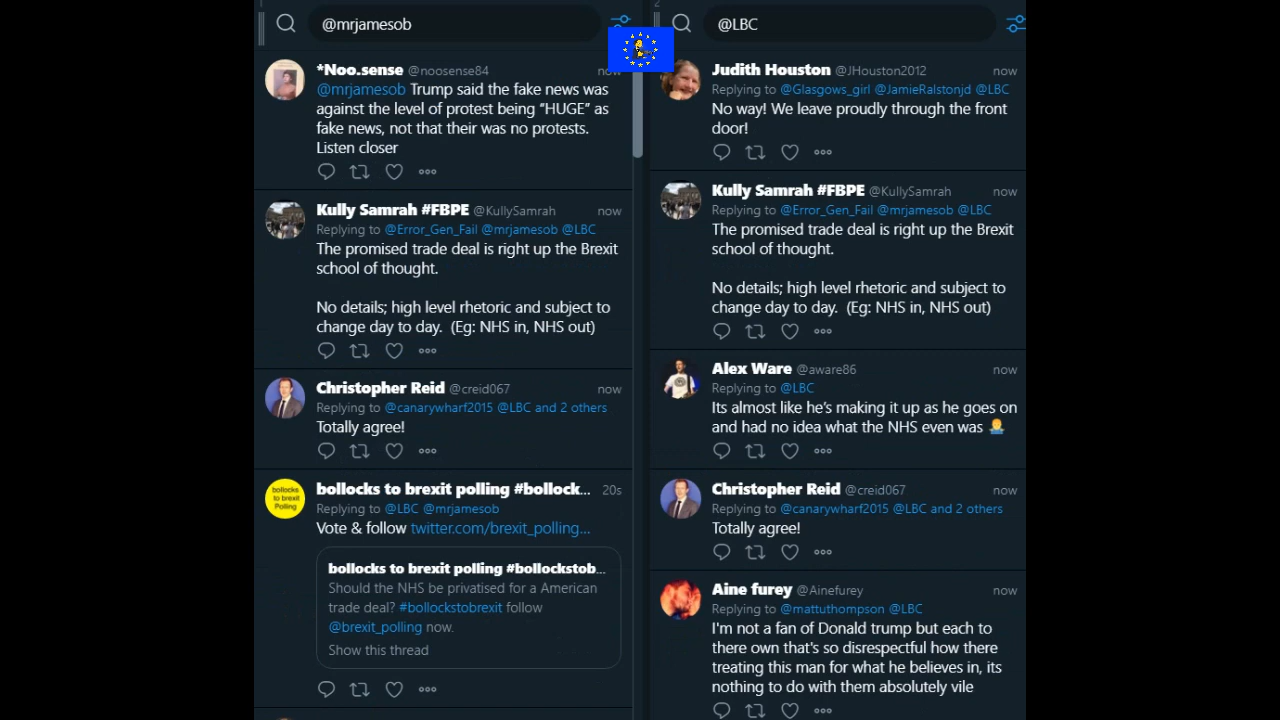 1
@mrjamesob
*Noo.sense @noosense84 now
@mrjamesob Trump said the fake news was
against the level of protest being “HUGE” as
fake news, not that their was no protests.
Listen closer
Kully Samrah #FBPE @KullySamrah now
Replying to @Error_Gen_Fail @mrjamesob @LBC
The promised trade deal is right up the Brexit
school of thought.
No details; high level rhetoric and subject to
change day to day. (Eg: NHS in, NHS out)
Christopher Reid @creid067 now
Replying to @canarywharf2015 @LBC and 2 others
Totally agree!
bollocks to brexit Polling
bollocks to brexit polling #bollock... 20s
Replying to @LBC @mrjamesob
Vote & follow twitter.com/brexit_polling...
bollocks to brexit polling #bollockstob...
Should the NHS be privatised for a American
trade deal? #bollockstobrexit follow
@brexit_polling now.
Show this thread
2
@LBC
Judith Houston @JHouston2012 now
Replying to @Glasgows_girl @JamieRalstonjd @LBC
No way! We leave proudly through the front
door!
Kully Samrah #FBPE @KullySamrah now
Replying to @Error_Gen_Fail @mrjamesob @LBC
The promised trade deal is right up the Brexit
school of thought.
No details; high level rhetoric and subject to
change day to day. (Eg: NHS in, NHS out)
Alex Ware @aware86 now
Replying to @LBC
Its almost like he's making it up as he goes on
and had no idea what the NHS even was 🤷‍♂️
Christopher Reid @creid067 now
Replying to @canarywharf2015 @LBC and 2 others
Totally agree!
Aine furey @Ainefurey now
Replying to @mattuthompson @LBC
I'm not a fan of Donald trump but each to
there own that's so disrespectful how there
treating this man for what he believes in, its
nothing to do with them absolutely vile